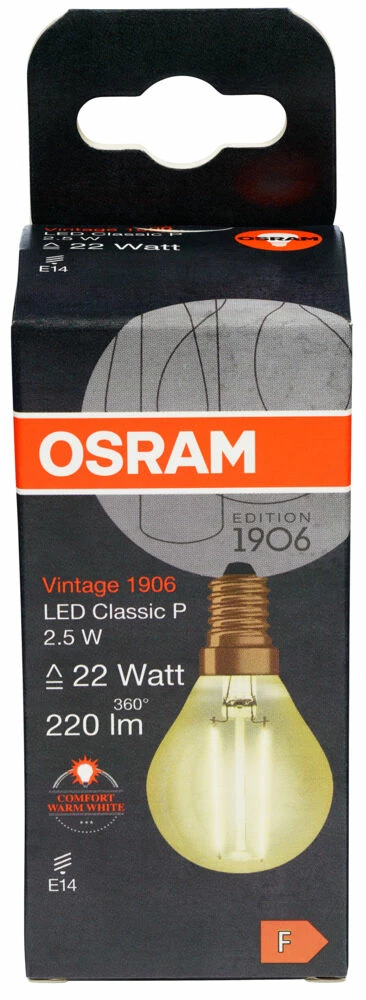 Vintage 1906
LED Classic P
2.5 W
≙ 22 Watt
E14
OSRAM
OSRAM
EDITION
1906
Vintage 1906
LED Classic P
2.5 W
≙ 22 Watt
360°
220 lm
COMFORT
WARM WHITE
E14
F